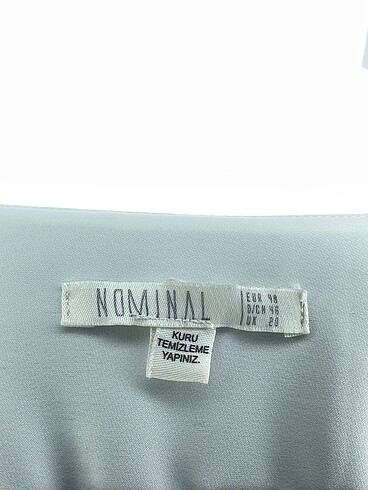 NOMINAL
EUR 48
D/CH 46
UK 20
KURU
TEMİZLEME
YAPINIZ.